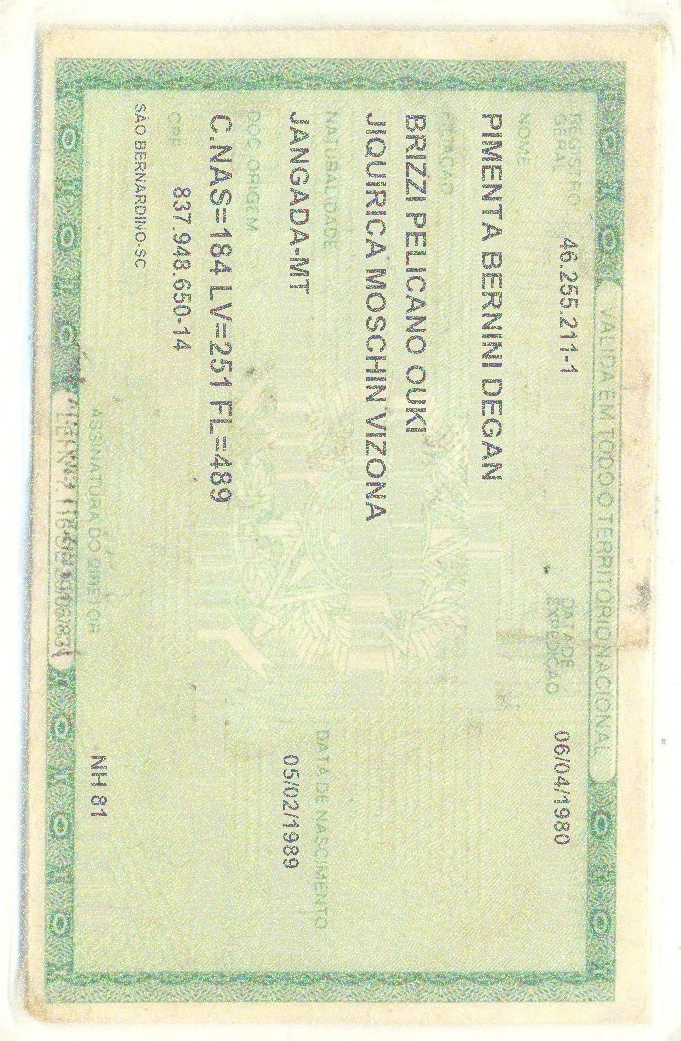 VALIDA EM TODO O TERRITORIO NACIONAL
REGISTRO GERAL 46.255.211-1 DATA DE EXPEDIÇÃO 06/04/1980
NOME
PIMENTA BERNINI DEGAN
FILIAÇÃO
BRIZZI PELICANO OUKI
JIQUIRICA MOSCHIN VIZONA
NATURALIDADE DATA DE NASCIMENTO
JANGADA-MT 05/02/1989
DOC. ORIGEM
C.NAS=184 LV=251 FL=489
CPF 837.948.650-14
SÃO BERNARDINO-SC
ASSINATURA DO DIRETOR
NH 81